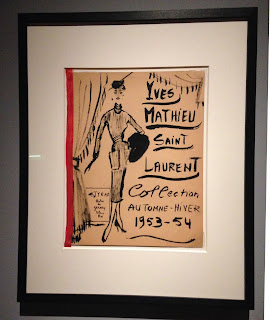 YVES
MATHIEU
SAINT
LAURENT
Collection
AUTOMNE-HIVER
1953-54